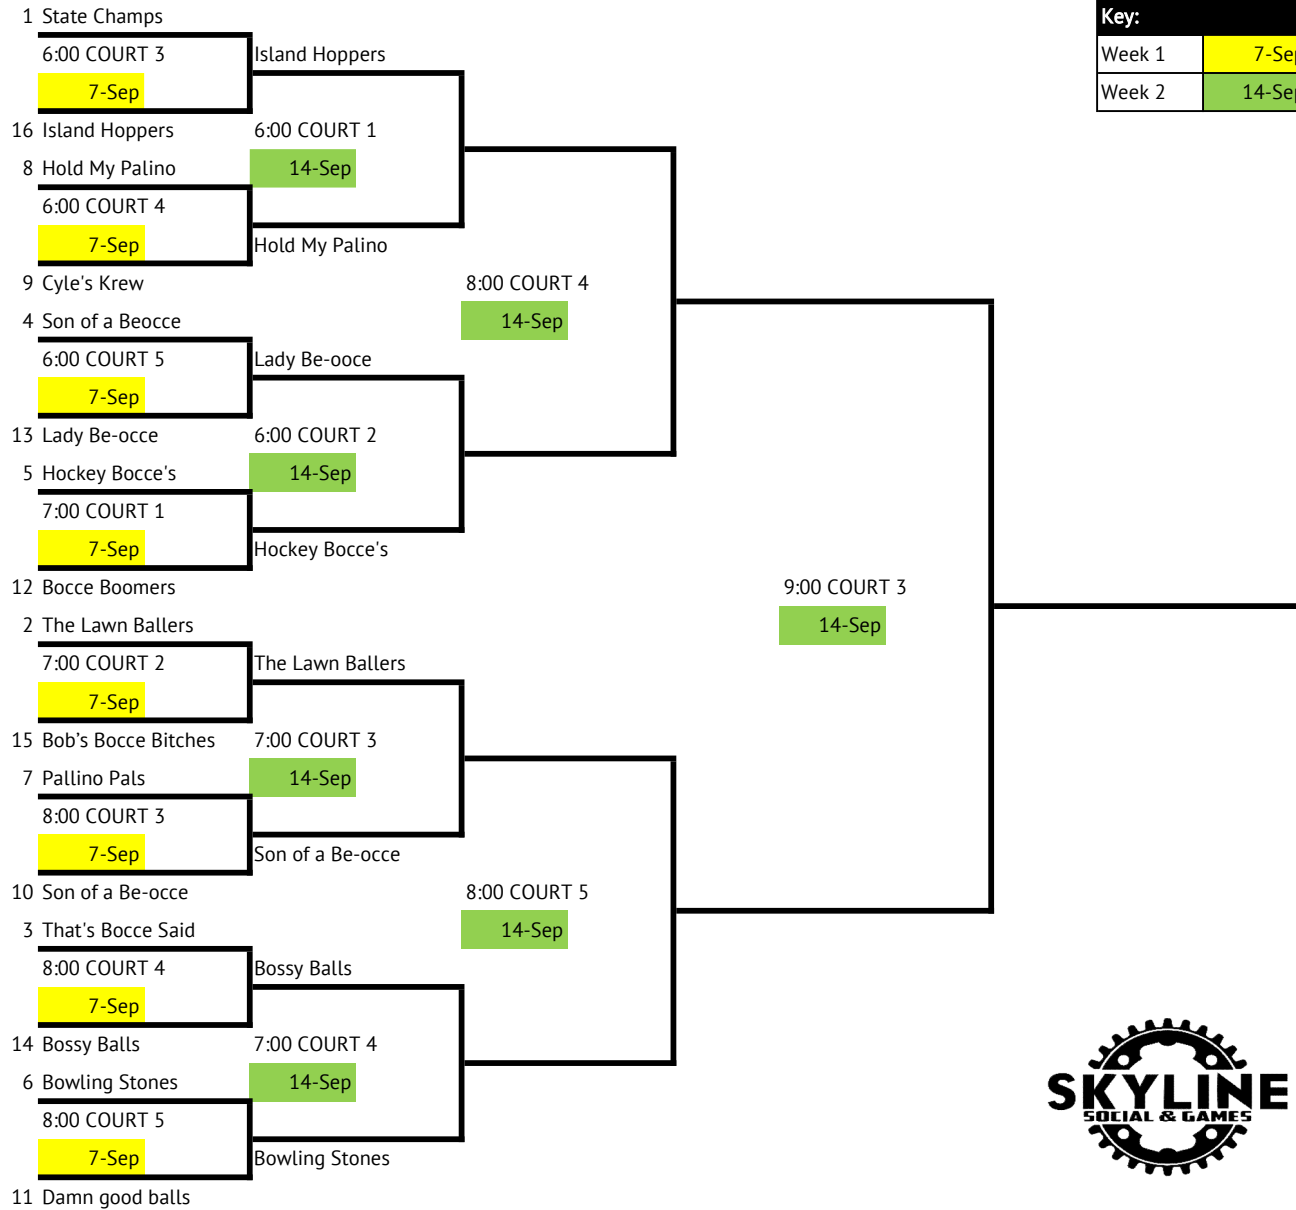 1 State Champs
Key:
6:00 COURT 3 Island Hoppers
Week 1 7-Sep
7-Sep
Week 2 14-Sep
16 Island Hoppers 6:00 COURT 1
8 Hold My Palino 14-Sep
6:00 COURT 4
7-Sep Hold My Palino
9 Cyle's Krew 8:00 COURT 4
4 Son of a Beocce 14-Sep
6:00 COURT 5 Lady Be-ooce
7-Sep
13 Lady Be-occe 6:00 COURT 2
5 Hockey Bocce's 14-Sep
7:00 COURT 1
7-Sep Hockey Bocce's
12 Bocce Boomers 9:00 COURT 3
2 The Lawn Ballers 14-Sep
7:00 COURT 2 The Lawn Ballers
7-Sep
15 Bob’s Bocce Bitches 7:00 COURT 3
7 Pallino Pals 14-Sep
8:00 COURT 3
7-Sep Son of a Be-occe
10 Son of a Be-occe 8:00 COURT 5
3 That's Bocce Said 14-Sep
8:00 COURT 4 Bossy Balls
7-Sep
14 Bossy Balls 7:00 COURT 4
6 Bowling Stones 14-Sep
8:00 COURT 5
7-Sep Bowling Stones
11 Damn good balls
SKYLINE
SOCIAL & GAMES